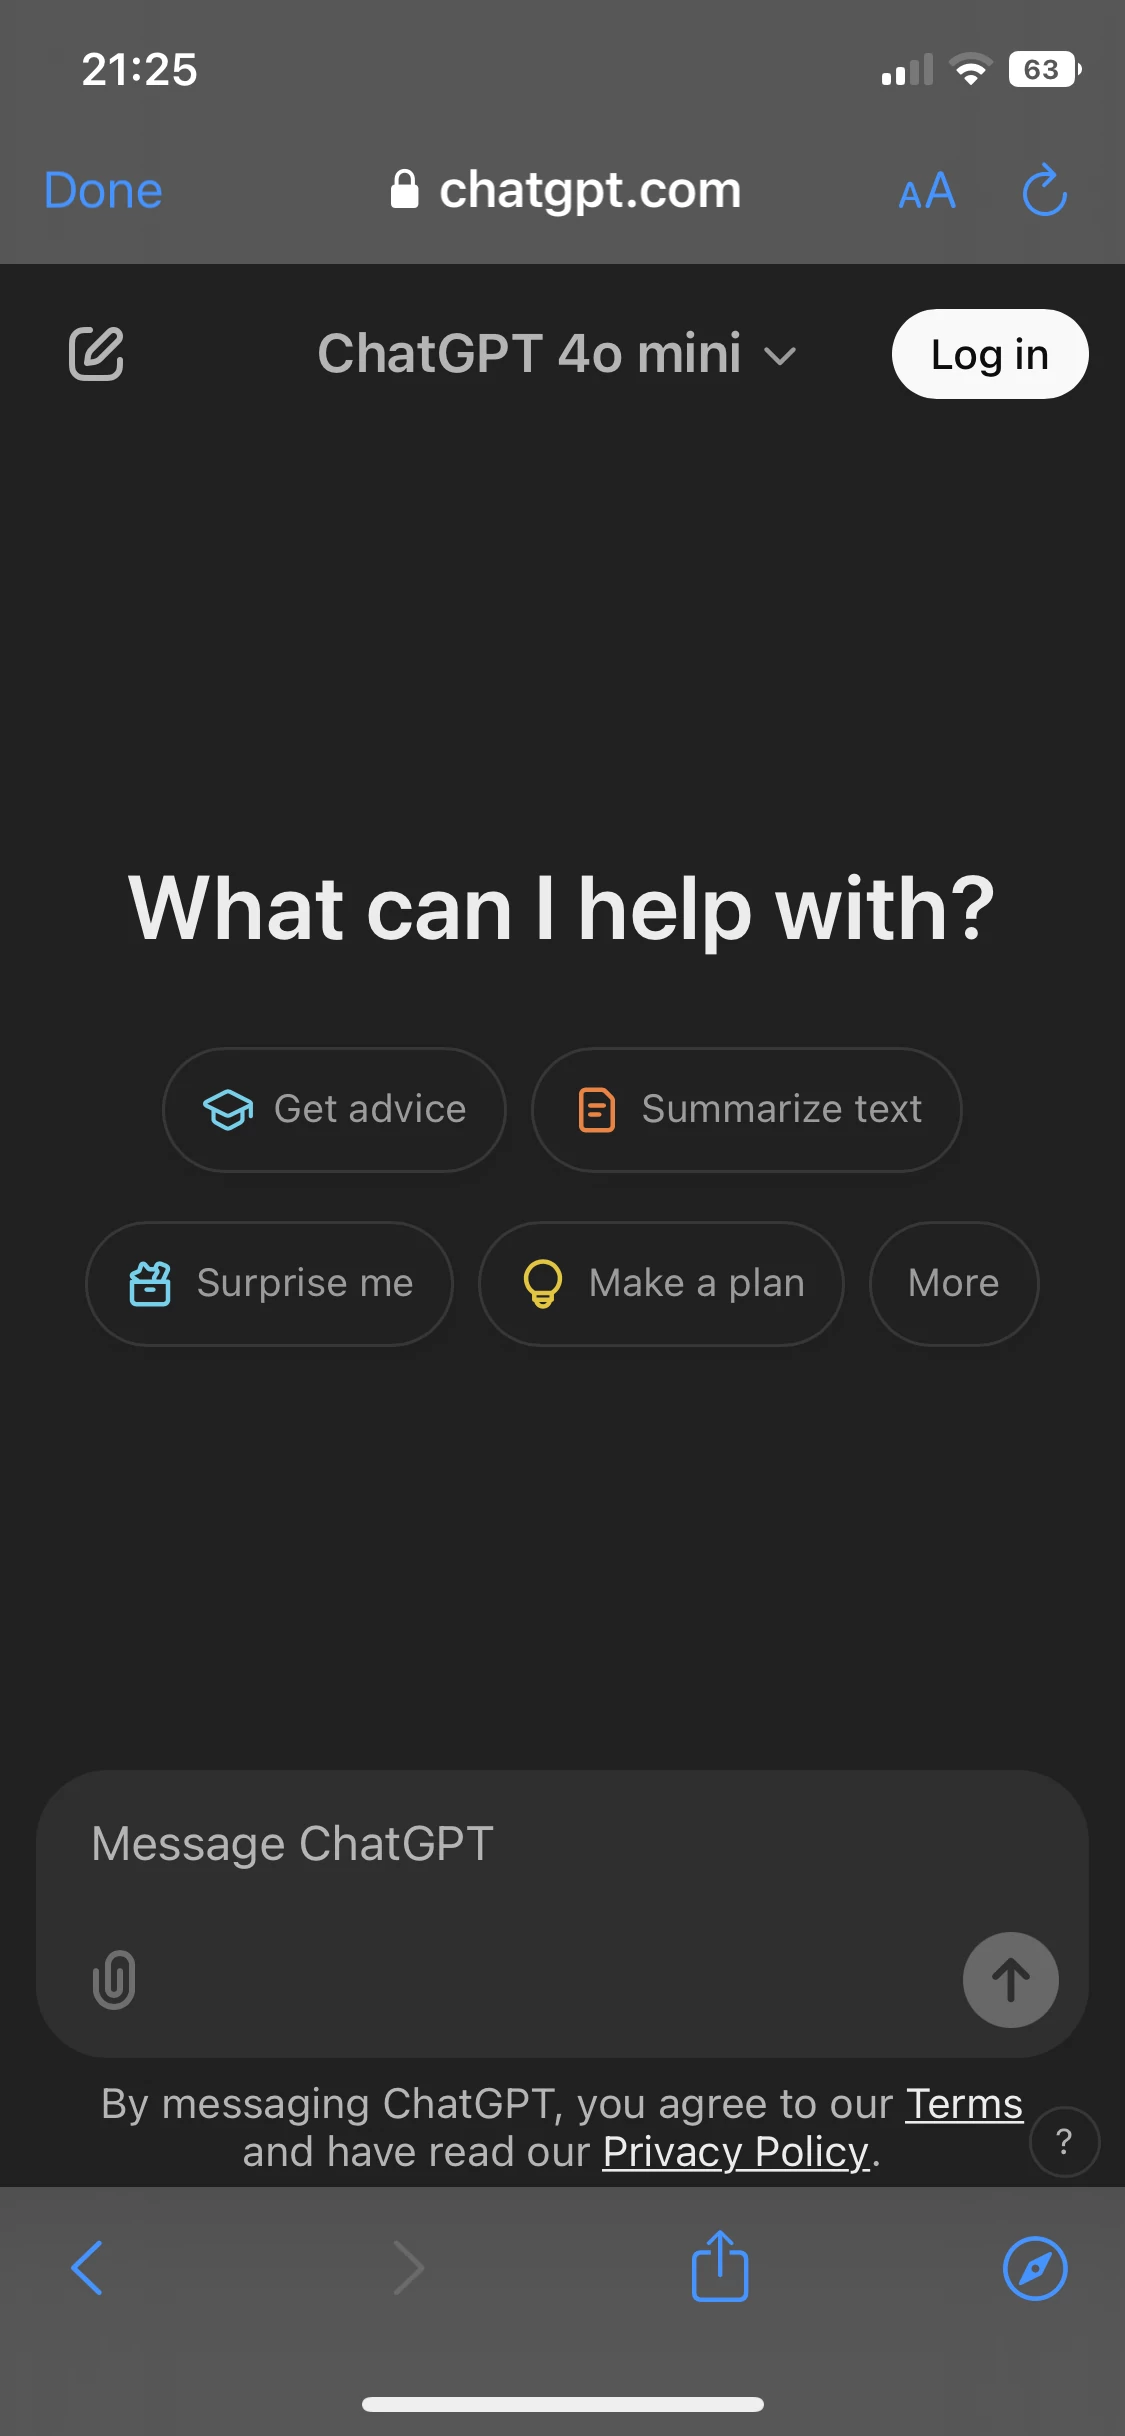 21:25
63
Done
chatgpt.com
AA
ChatGPT 4o mini
Log in
What can I help with?
Get advice
Summarize text
Surprise me
Make a plan
More
Message ChatGPT
By messaging ChatGPT, you agree to our Terms
and have read our Privacy Policy.
?